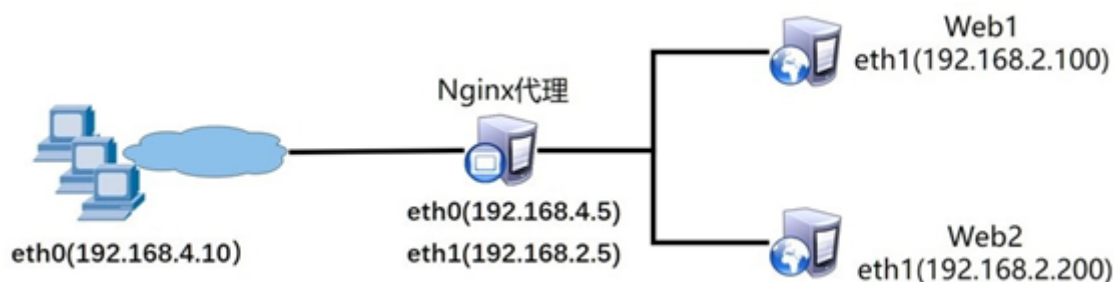 Web1
eth1(192.168.2.100)
Nginx代理
eth0(192.168.4.5)
eth1(192.168.2.5)
eth0(192.168.4.10）
Web2
eth1(192.168.2.200)